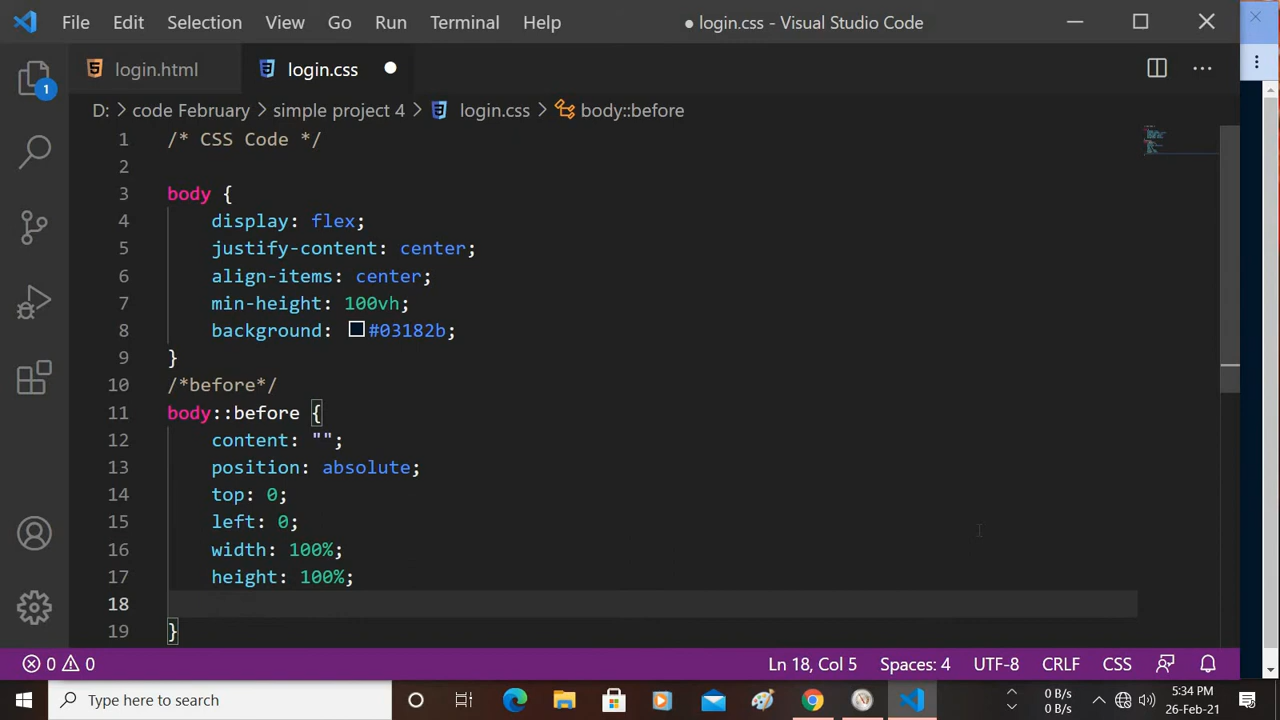 File Edit Selection View Go Run Terminal Help ● login.css - Visual Studio Code
login.html login.css
1
D: > code February > simple project 4 > login.css > body::before
1 /* CSS Code */
2
3 body {
4 display: flex;
5 justify-content: center;
6 align-items: center;
7 min-height: 100vh;
8 background: #03182b;
9 }
10 /*before*/
11 body::before {
12 content: "";
13 position: absolute;
14 top: 0;
15 left: 0;
16 width: 100%;
17 height: 100%;
18
19 }
0 0 Ln 18, Col 5 Spaces: 4 UTF-8 CRLF CSS
Type here to search
0 B/s
0 B/s
5:34 PM
26-Feb-21